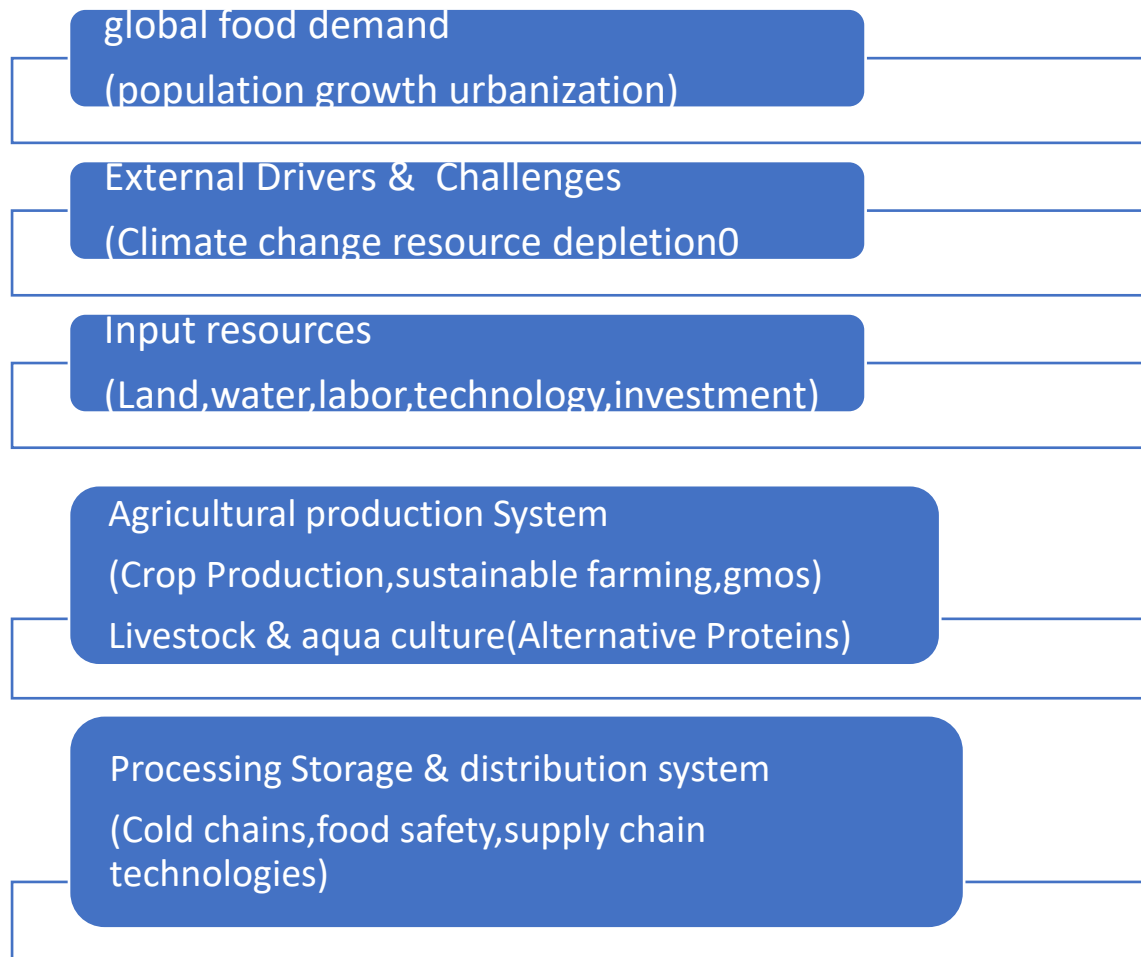 global food demand
(population growth urbanization)
External Drivers &  Challenges
(Climate change resource depletion0
Input resources
(Land,water,labor,technology,investment)
Agricultural production System
(Crop Production,sustainable farming,gmos)
Livestock & aqua culture(Alternative Proteins)
Processing Storage & distribution system
(Cold chains,food safety,supply chain
technologies)